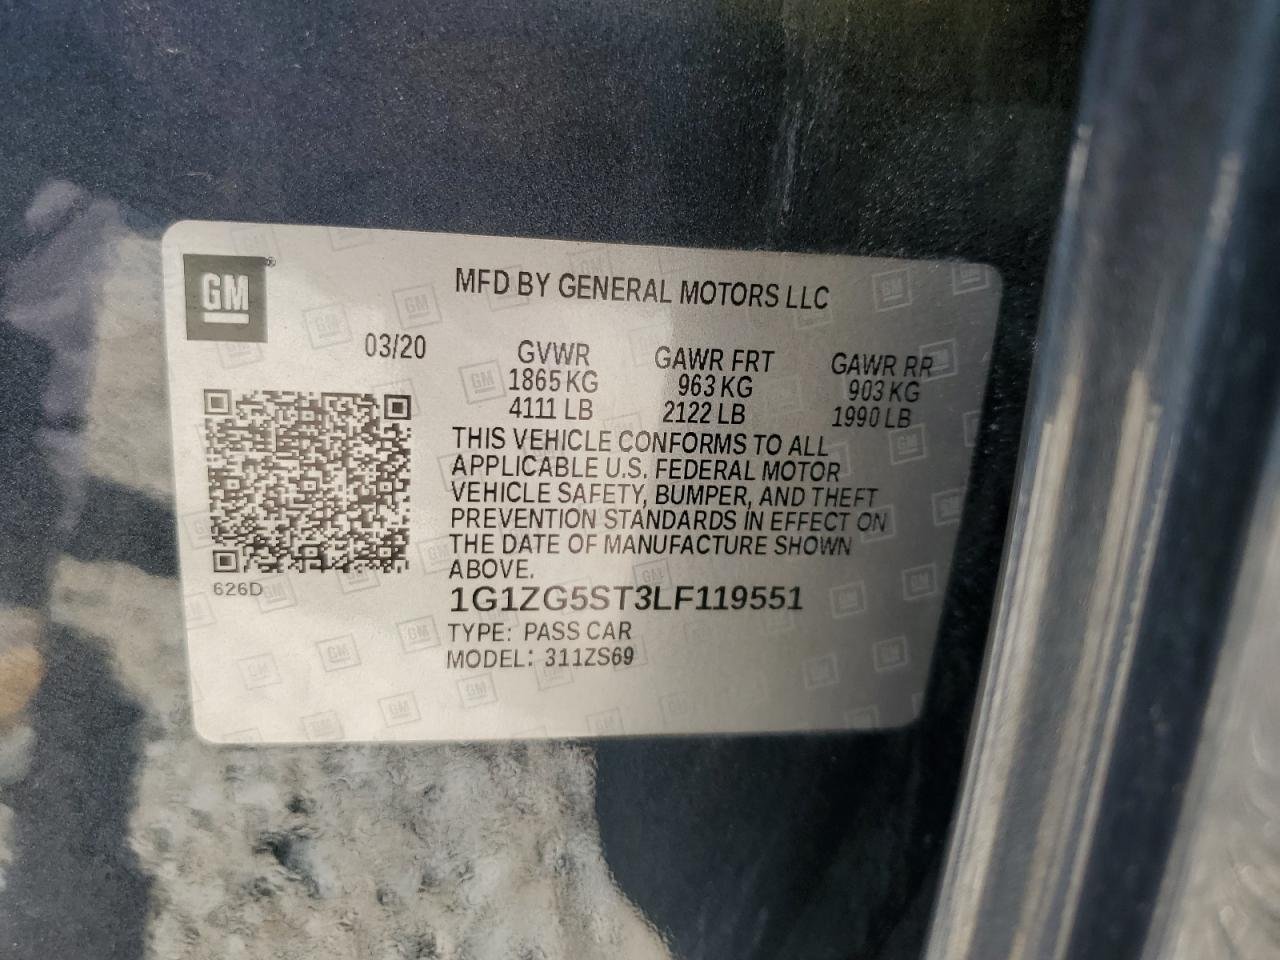 GM
MFD BY GENERAL MOTORS LLC
03/20
GVWR GAWR FRT GAWR RR
1865 KG 963 KG 903 KG
4111 LB 2122 LB 1990 LB
THIS VEHICLE CONFORMS TO ALL
APPLICABLE U.S. FEDERAL MOTOR
VEHICLE SAFETY, BUMPER, AND THEFT
PREVENTION STANDARDS IN EFFECT ON
THE DATE OF MANUFACTURE SHOWN
ABOVE.
626D
1G1ZG5ST3LF119551
TYPE: PASS CAR
MODEL: 311ZS69